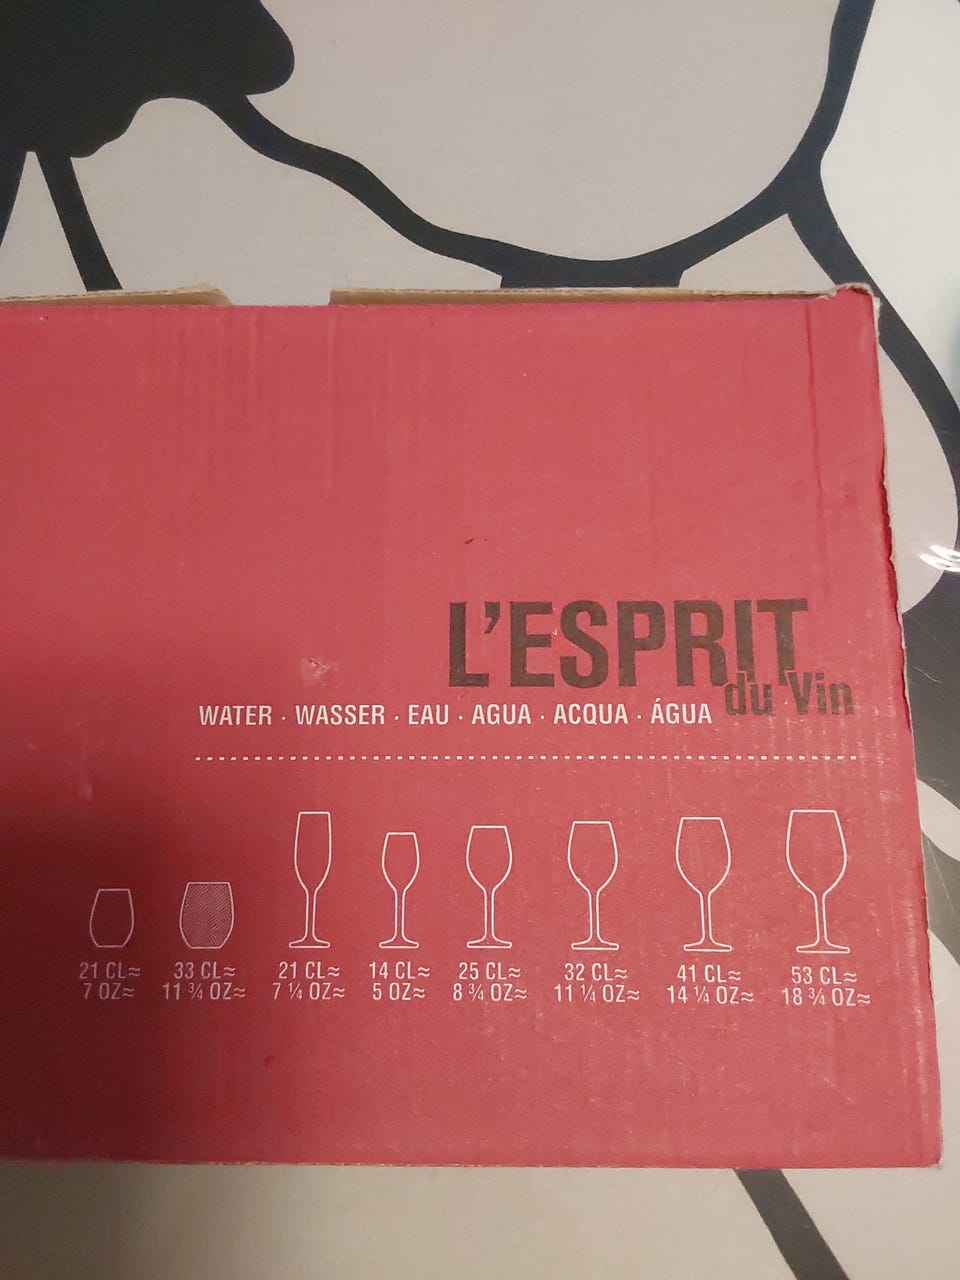 L'ESPRIT
du Vin
WATER · WASSER · EAU · AGUA · ACQUA · ÁGUA
21 CL≈ 33 CL≈ 21 CL≈ 14 CL≈ 25 CL≈ 32 CL≈ 41 CL≈ 53 CL≈
7 OZ≈ 11 ¾ OZ≈ 7 ¼ OZ≈ 5 OZ≈ 8 ¾ OZ≈ 11 ¼ OZ≈ 14 ¼ OZ≈ 18 ¾ OZ≈